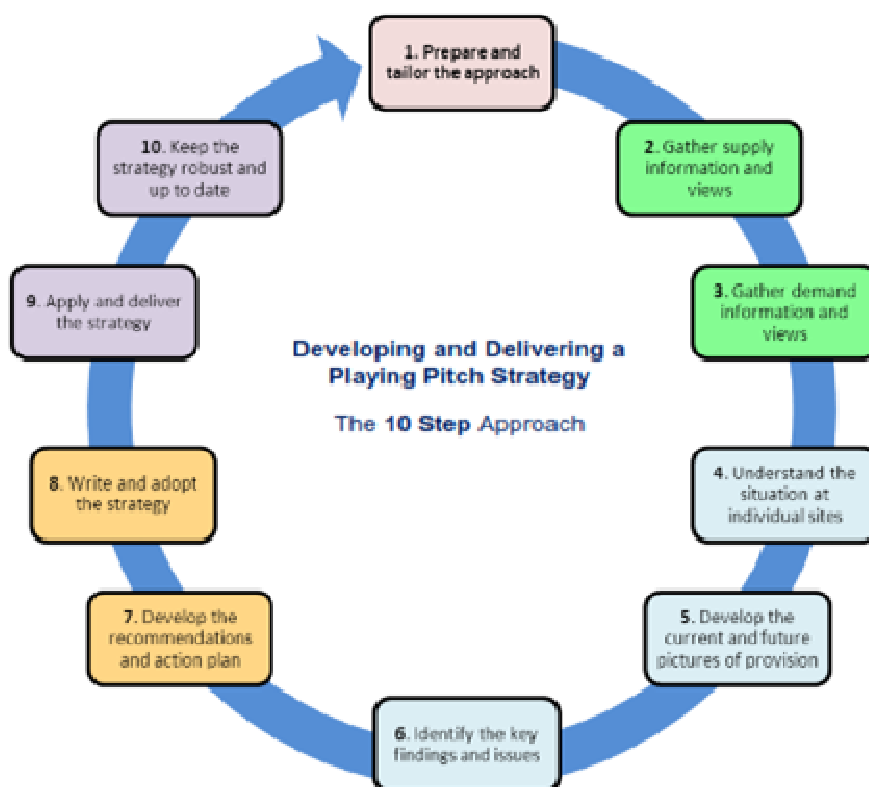 1. Prepare and
tailor the approach
2. Gather supply
information and
views
3. Gather demand
information and
views
4. Understand the
situation at
individual sites
5. Develop the
current and future
pictures of provision
6. Identify the key
findings and issues
7. Develop the
recommendations
and action plan
8. Write and adopt
the strategy
9. Apply and deliver
the strategy
10. Keep the
strategy robust and
up to date
Developing and Delivering a
Playing Pitch Strategy
The 10 Step Approach